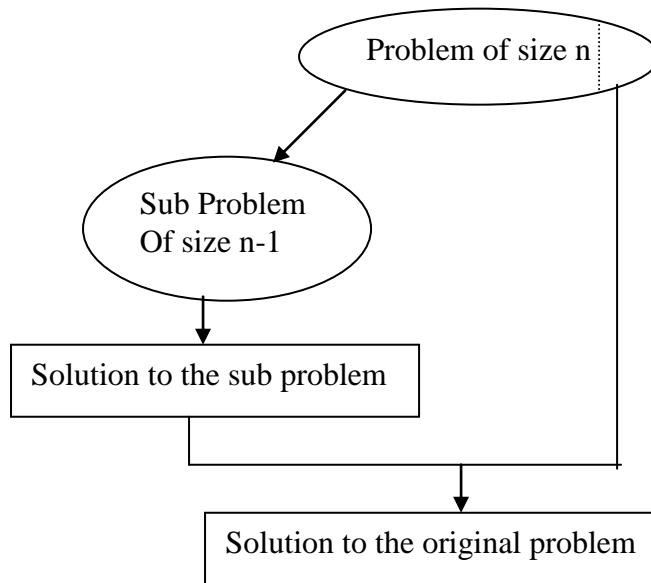 Problem of size n
Sub Problem
Of size n-1
Solution to the sub problem
Solution to the original problem